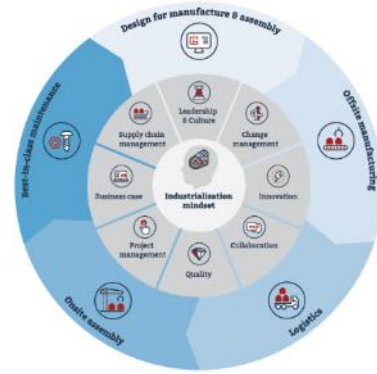 Design for manufacture & assembly
Offsite manufacturing
Logistics
Onsite assembly
Best-in-class maintenance
Leadership
& Culture
Change
management
Innovation
Collaboration
Quality
Project
management
Business case
Supply chain
management
Industrialisation
mindset